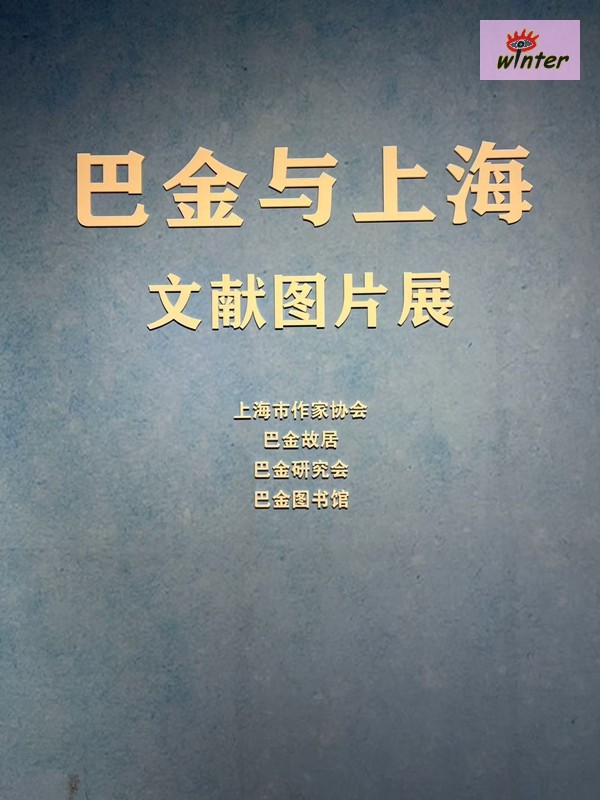 winter
巴金与上海
文献图片展
上海市作家协会
巴金故居
巴金研究会
巴金图书馆